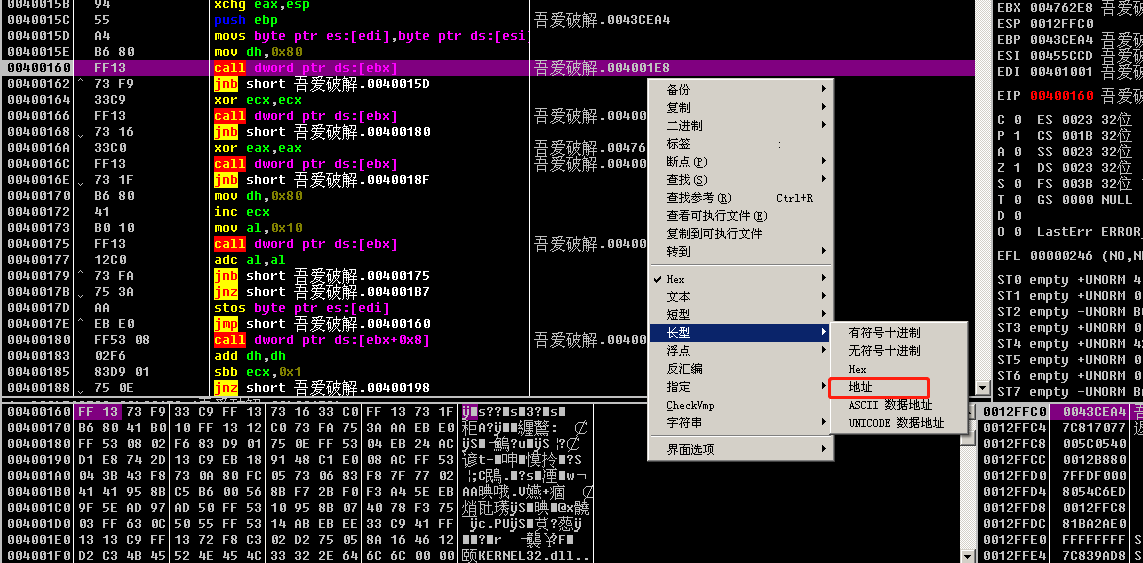 0040015B 94 xchg eax,esp
0040015C 55 push ebp 吾爱破解.0043CEA4
0040015D A4 movs byte ptr es:[edi],byte ptr ds:[esi
0040015E B6 80 mov dh,0x80
00400160 FF13 call dword ptr ds:[ebx] 吾爱破解.004001E8
00400162 ^ 73 F9 jnb short 吾爱破解.0040015D
00400164 33C9 xor ecx,ecx
00400166 FF13 call dword ptr ds:[ebx] 吾爱破解.00400
00400168 73 16 jnb short 吾爱破解.00400180
0040016A 33C0 xor eax,eax 吾爱破解.00476
0040016C FF13 call dword ptr ds:[ebx] 吾爱破解.00400
0040016E 73 1F jnb short 吾爱破解.0040018F
00400170 B6 80 mov dh,0x80
00400172 41 inc ecx
00400173 B0 10 mov al,0x10
00400175 FF13 call dword ptr ds:[ebx] 吾爱破解.00400
00400177 12C0 adc al,al
00400179 ^ 73 FA jnb short 吾爱破解.00400175
0040017B 75 3A jnz short 吾爱破解.004001B7
0040017D AA stos byte ptr es:[edi]
0040017E ^ EB E0 jmp short 吾爱破解.00400160
00400180 FF53 08 call dword ptr ds:[ebx+0x8] 吾爱破解.00400
00400183 02F6 add dh,dh
00400185 83D9 01 sbb ecx,0x1
00400188 75 0E jnz short 吾爱破解.00400198
备份
复制
二进制
标签 :
断点(P)
查找(S)
查找参考(R) Ctrl+R
查看可执行文件(E)
复制到可执行文件
转到
Hex
文本
短型
长型
浮点
反汇编
指定
CheckVmp
字符串
界面选项
有符号十进制
无符号十进制
Hex
地址
ASCII 数据地址
UNICODE 数据地址
EBX 004762E8 吾爱破
ESP 0012FFC0
EBP 0043CEA4 吾爱破
ESI 00455CCD 吾爱破
EDI 00401001 吾爱破
EIP 00400160 吾爱破
C 0 ES 0023 32位
P 1 CS 001B 32位
A 0 SS 0023 32位
Z 1 DS 0023 32位
S 0 FS 003B 32位
T 0 GS 0000 NULL
D 0
O 0 LastErr ERROR_
EFL 00000246 (NO,N
ST0 empty +UNORM 4
ST1 empty +UNORM 0
ST2 empty -UNORM B
ST3 empty +UNORM 0
ST4 empty +UNORM 4
ST5 empty +UNORM 0
ST6 empty +UNORM 0
ST7 empty -UNORM B
00400160 FF 13 73 F9 33 C9 FF 13 73 16 33 C0 FF 13 73 1F
00400170 B6 80 41 B0 10 FF 13 12 C0 73 FA 75 3A AA EB E0
00400180 FF 53 08 02 F6 83 D9 01 75 0E FF 53 04 EB 24 AC
00400190 D1 E8 74 2D 13 C9 EB 18 91 48 C1 E0 08 AC FF 53
004001A0 04 3B 43 F8 73 0A 80 FC 05 73 06 83 F8 7F 77 02
004001B0 41 41 95 8B C5 B6 00 56 8B F7 2B F0 F3 A4 5E EB
004001C0 9F 5E AD 97 AD 50 FF 53 10 95 8B 07 40 78 F3 75
004001D0 03 FF 63 0C 50 55 FF 53 14 AB EB EE 33 C9 41 FF
004001E0 13 13 C9 FF 13 72 F8 C3 02 D2 75 05 8A 16 46 12
004001F0 D2 C3 4B 45 52 4E 45 4C 33 32 2E 64 6C 6C 00 00 KERNEL32.dll..
0012FFC0 0043CEA4
0012FFC4 7C817077
0012FFC8 005C0540
0012FFCC 0012B880
0012FFD0 7FFDF000
0012FFD4 8054C6ED
0012FFD8 0012FFC8
0012FFDC 81BA2AE0
0012FFE0 FFFFFFFF
0012FFE4 7C839AD8